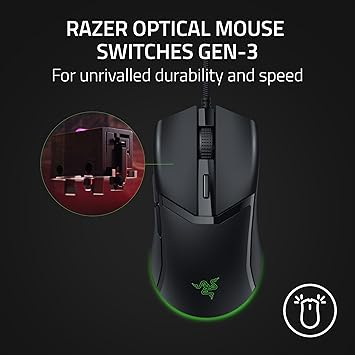 RAZER OPTICAL MOUSE
SWITCHES GEN-3
For unrivalled durability and speed